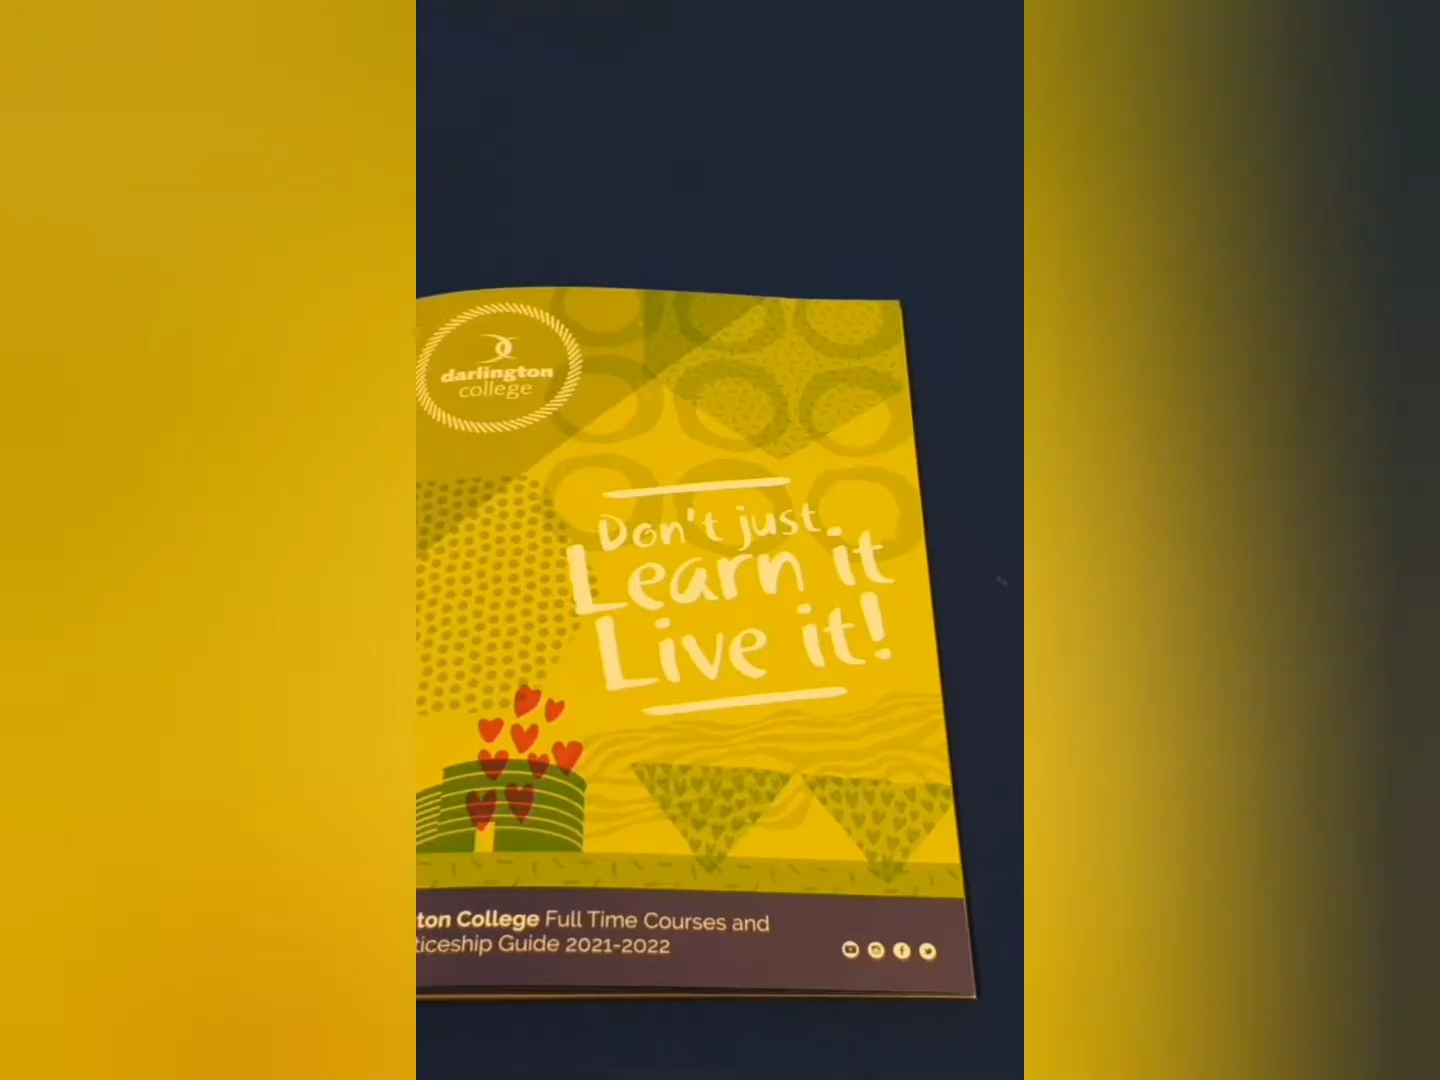 darlington
college
Don't just
Learn it
Live it!
ton College Full Time Courses and
ticeship Guide 2021-2022